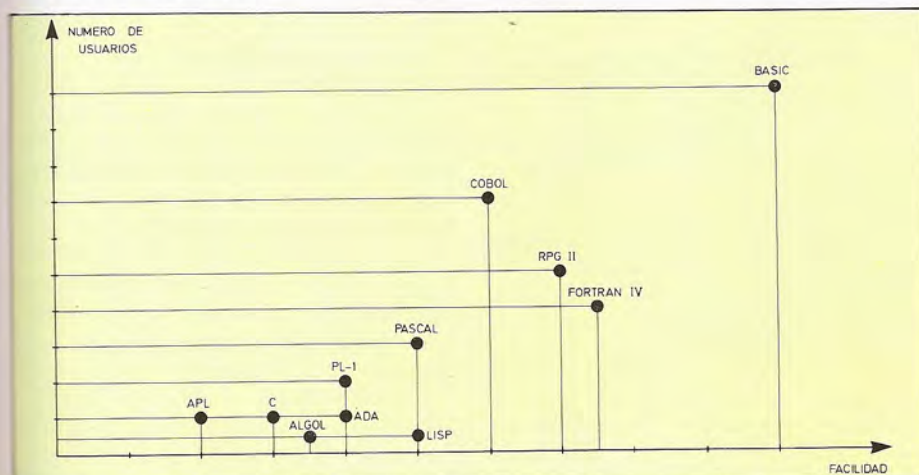 NUMERO DE
USUARIOS
BASIC
COBOL
RPG II
FORTRAN IV
PASCAL
PL-1
APL
C
ADA
ALGOL
LISP
FACILIDAD